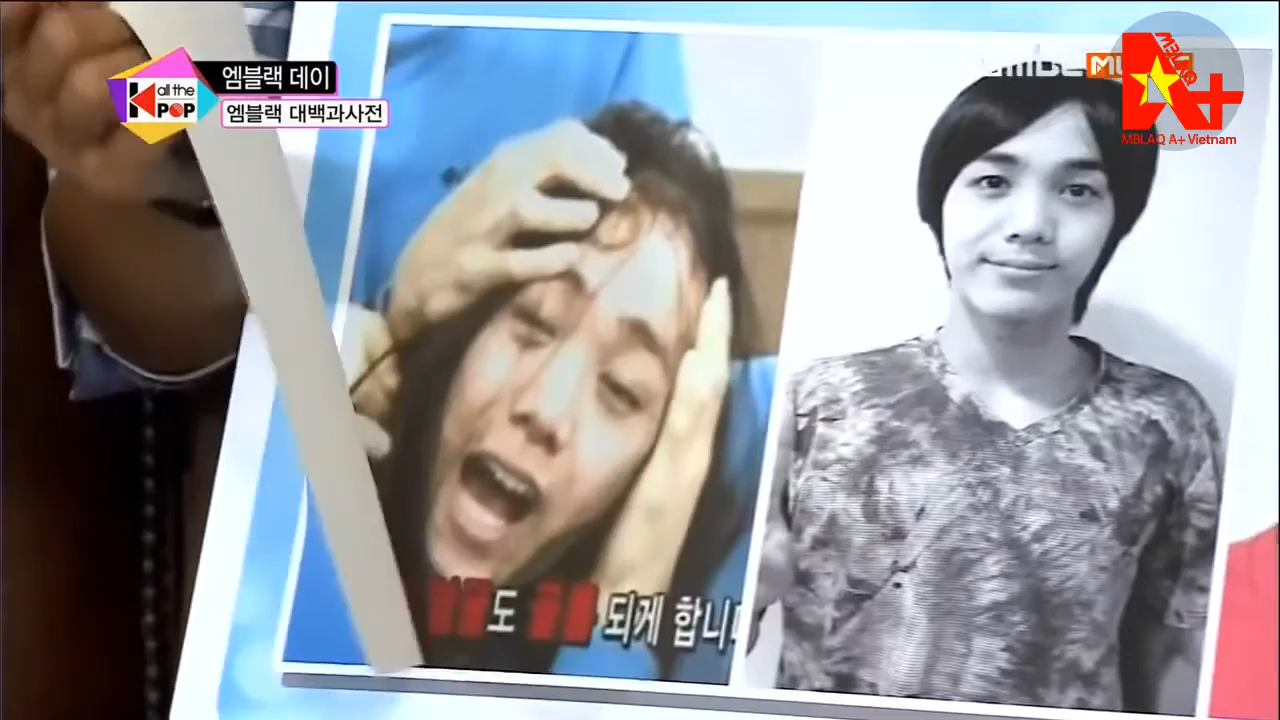 all the
K POP
엠블랙 데이
엠블랙 대백과사전
MBLAQ
A+
MBLAQ A+ Vietnam
도 되게 합니